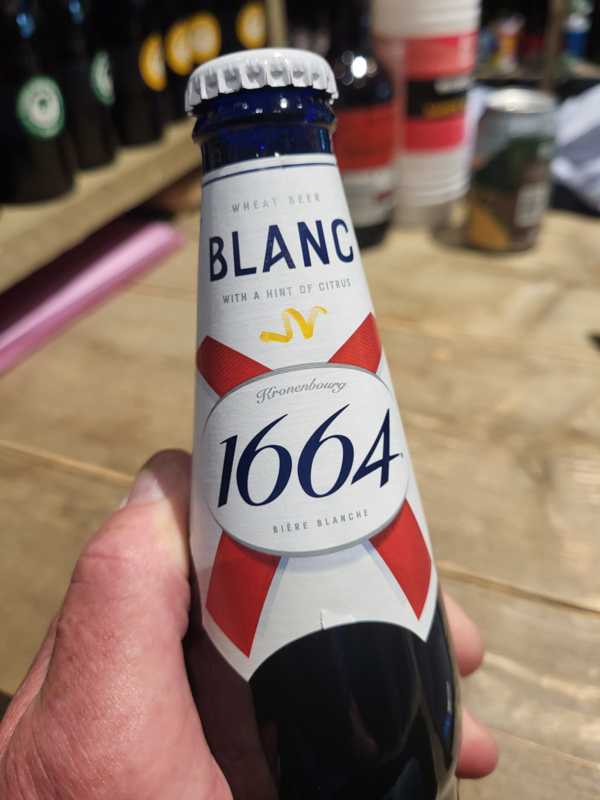 WHEAT BEER
BLANC
WITH A HINT OF CITRUS
Kronenbourg
1664
BIÈRE BLANCHE